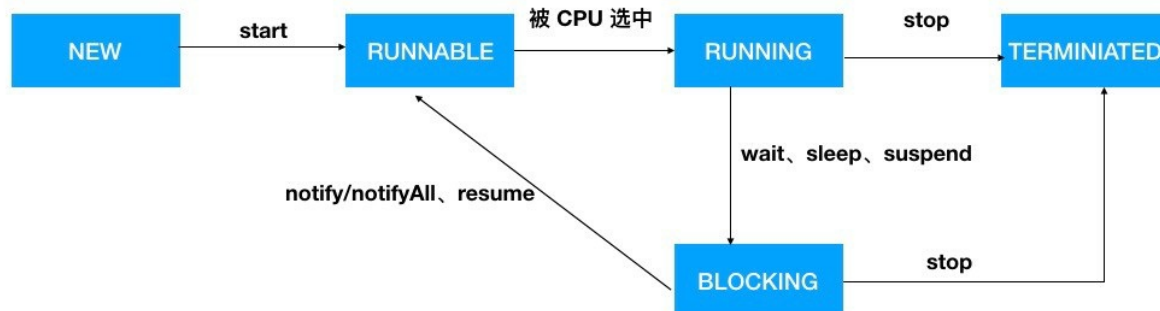 start
被 CPU 选中
stop
NEW
RUNNABLE
RUNNING
TERMINIATED
wait、sleep、suspend
notify/notifyAll、resume
BLOCKING
stop